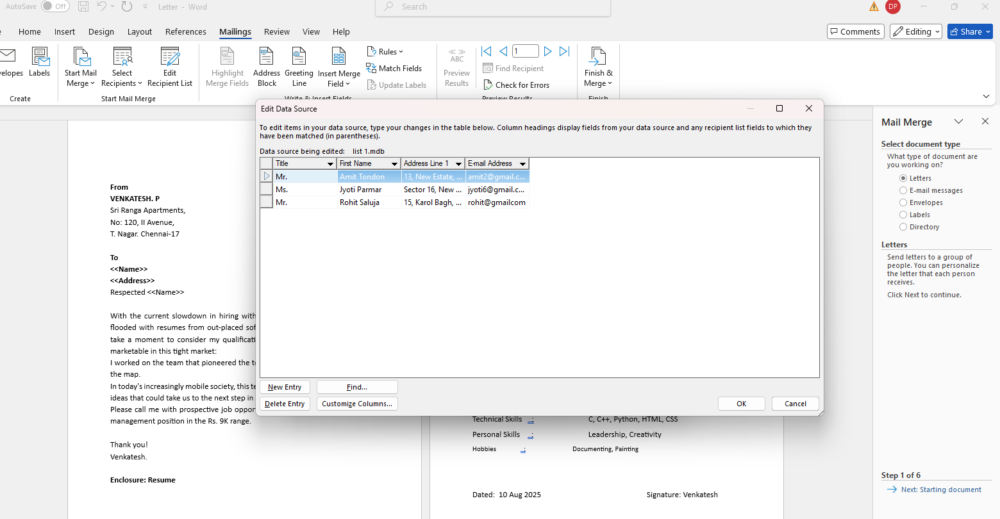 AutoSave Off Letter - Word Search DP
Home Insert Design Layout References Mailings Review View Help Comments Editing Share
velopes Labels
Create
Start Mail Merge
Select Recipients
Edit Recipient List
Start Mail Merge
Highlight Merge Fields
Address Block
Greeting Line
Insert Merge Field
Rules
Match Fields
Update Labels
Write & Insert Fields
ABC
Preview Results
1
Find Recipient
Check for Errors
Preview Results
Finish & Merge
Finish
Edit Data Source
To edit items in your data source, type your changes in the table below. Column headings display fields from your data source and any recipient list fields to which they
have been matched (in parentheses).
Data source being edited: list 1.mdb
Title First Name Address Line 1 E-mail Address
Mr. Amit Tondon 13, New Estate, ... amit2@gmail.c...
Ms. Jyoti Parmar Sector 16, New ... jyoti6@gmail.c...
Mr. Rohit Saluja 15, Karol Bagh, ... rohit@gmailcom
New Entry Find...
Delete Entry Customize Columns... OK Cancel
From
VENKATESH. P
Sri Ranga Apartments,
No: 120, II Avenue,
T. Nagar. Chennai-17
To
<<Name>>
<<Address>>
Respected <<Name>>
With the current slowdown in hiring with
flooded with resumes from out-placed sof
take a moment to consider my qualificati
marketable in this tight market:
I worked on the team that pioneered the te
the map.
In today's increasingly mobile society, this te
ideas that could take us to the next step in
Please call me with prospective job oppor
management position in the Rs. 9K range.
Thank you!
Venkatesh.
Enclosure: Resume
Technical Skills : C, C++, Python, HTML, CSS
Personal Skills : Leadership, Creativity
Hobbies : Documenting, Painting
Dated: 10 Aug 2025 Signature: Venkatesh
Mail Merge
Select document type
What type of document are
you working on?
Letters
E-mail messages
Envelopes
Labels
Directory
Letters
Send letters to a group of
people. You can personalize
the letter that each person
receives.
Click Next to continue.
Step 1 of 6
Next: Starting document